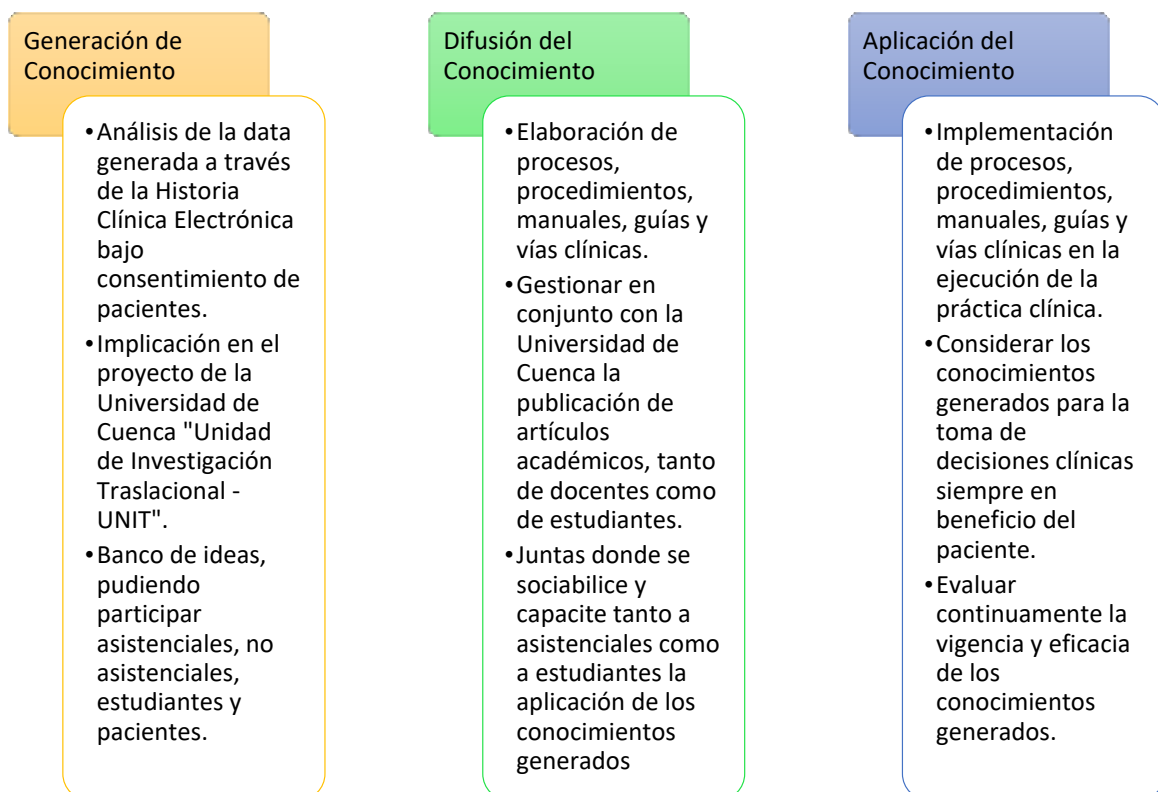 Generación de
Conocimiento
•Análisis de la data
generada a través
de la Historia
Clínica Electrónica
bajo
consentimiento de
pacientes.
•Implicación en el
proyecto de la
Universidad de
Cuenca "Unidad
de Investigación
Traslacional -
UNIT".
•Banco de ideas,
pudiendo
participar
asistenciales, no
asistenciales,
estudiantes y
pacientes.
Difusión del
Conocimiento
•Elaboración de
procesos,
procedimientos,
manuales, guías y
vías clínicas.
•Gestionar en
conjunto con la
Universidad de
Cuenca la
publicación de
artículos
académicos, tanto
de docentes como
de estudiantes.
•Juntas donde se
sociabilice y
capacite tanto a
asistenciales como
a estudiantes la
aplicación de los
conocimientos
generados
Aplicación del
Conocimiento
•Implementación
de procesos,
procedimientos,
manuales, guías y
vías clínicas en la
ejecución de la
práctica clínica.
•Considerar los
conocimientos
generados para la
toma de
decisiones clínicas
siempre en
beneficio del
paciente.
•Evaluar
continuamente la
vigencia y eficacia
de los
conocimientos
generados.